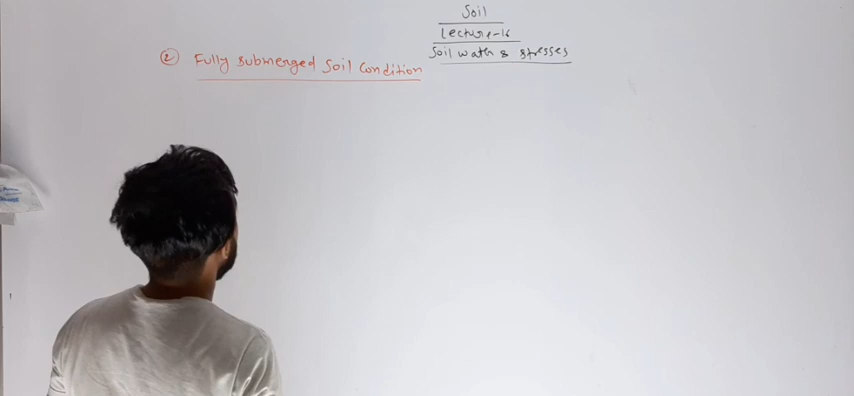 Soil
Lecture-16
Soil water & stresses
② Fully submerged Soil Condition